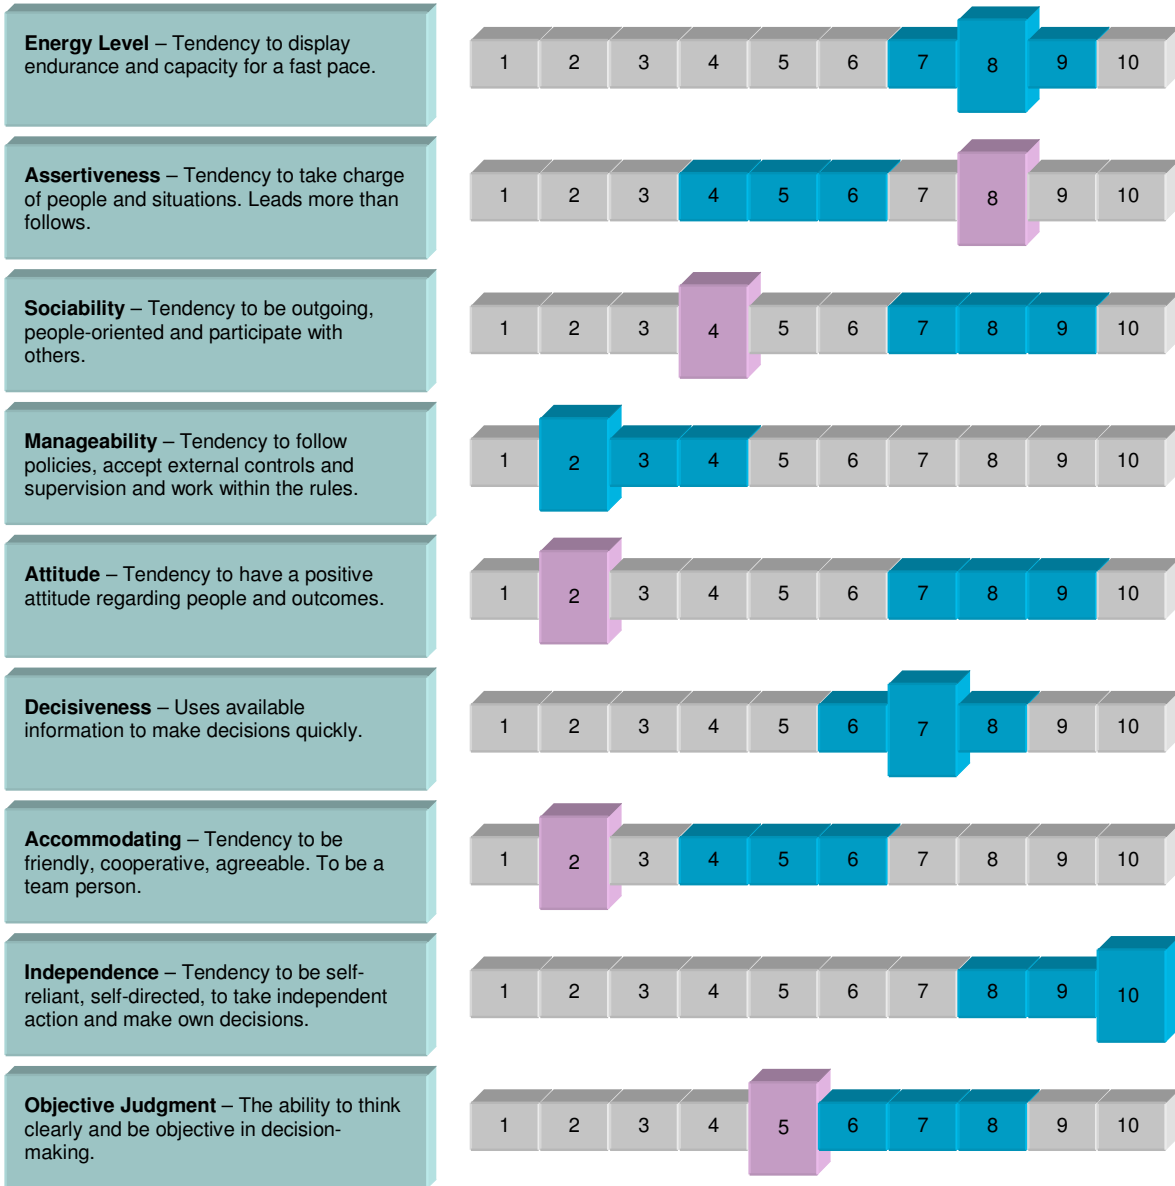 Energy Level – Tendency to display
endurance and capacity for a fast pace.
1 2 3 4 5 6 7 8 9 10
Assertiveness – Tendency to take charge
of people and situations. Leads more than
follows.
1 2 3 4 5 6 7 8 9 10
Sociability – Tendency to be outgoing,
people-oriented and participate with
others.
1 2 3 4 5 6 7 8 9 10
Manageability – Tendency to follow
policies, accept external controls and
supervision and work within the rules.
1 2 3 4 5 6 7 8 9 10
Attitude – Tendency to have a positive
attitude regarding people and outcomes.
1 2 3 4 5 6 7 8 9 10
Decisiveness – Uses available
information to make decisions quickly.
1 2 3 4 5 6 7 8 9 10
Accommodating – Tendency to be
friendly, cooperative, agreeable. To be a
team person.
1 2 3 4 5 6 7 8 9 10
Independence – Tendency to be self-
reliant, self-directed, to take independent
action and make own decisions.
1 2 3 4 5 6 7 8 9 10
Objective Judgment – The ability to think
clearly and be objective in decision-
making.
1 2 3 4 5 6 7 8 9 10